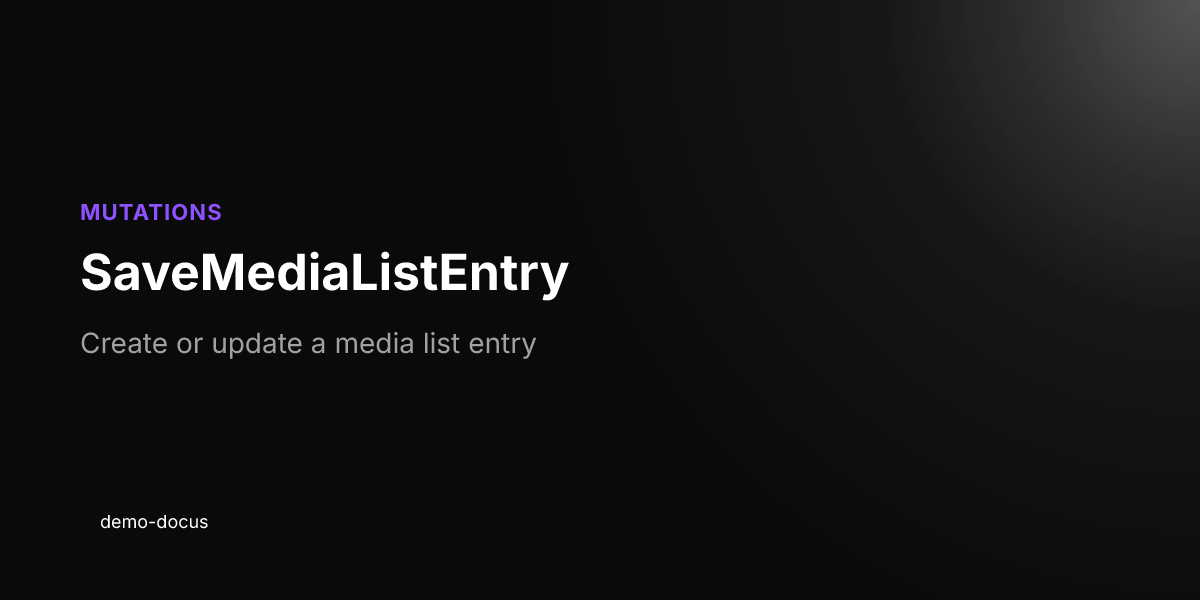 MUTATIONS
SaveMediaListEntry
Create or update a media list entry
demo-docus